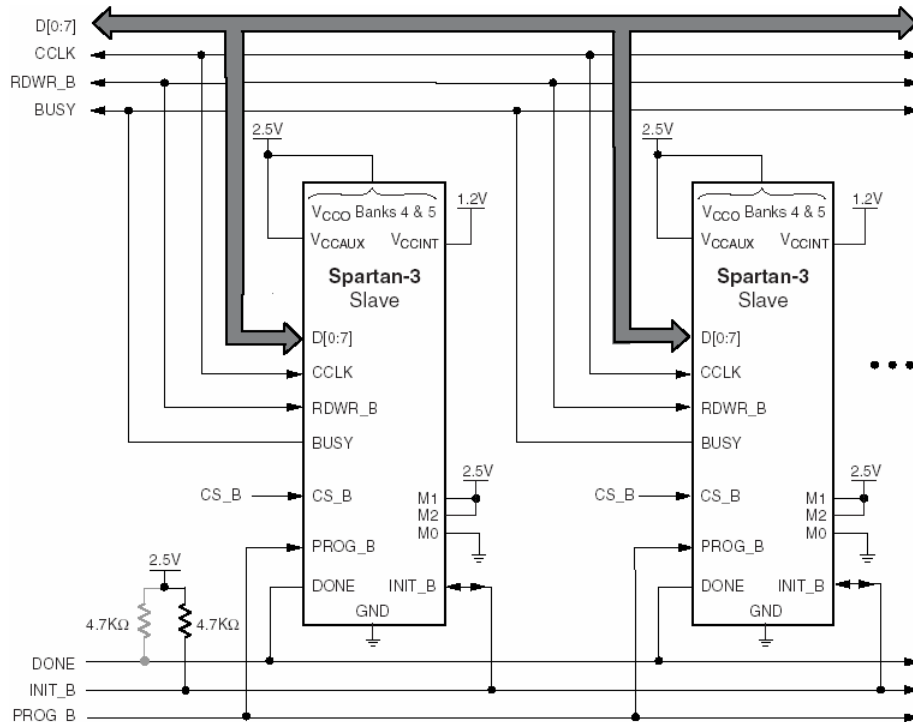 D[0:7]
CCLK
RDWR_B
BUSY
2.5V
2.5V
1.2V
1.2V
VCCO Banks 4 & 5
VCCAUX VCCINT
Spartan-3
Slave
D[0:7]
CCLK
RDWR_B
BUSY
CS_B
CS_B
2.5V
M1
M2
M0
PROG_B
DONE
INIT_B
GND
VCCO Banks 4 & 5
VCCAUX VCCINT
Spartan-3
Slave
D[0:7]
CCLK
RDWR_B
BUSY
CS_B
CS_B
2.5V
M1
M2
M0
PROG_B
DONE
INIT_B
GND
2.5V
4.7KΩ
4.7KΩ
DONE
INIT_B
PROG_B